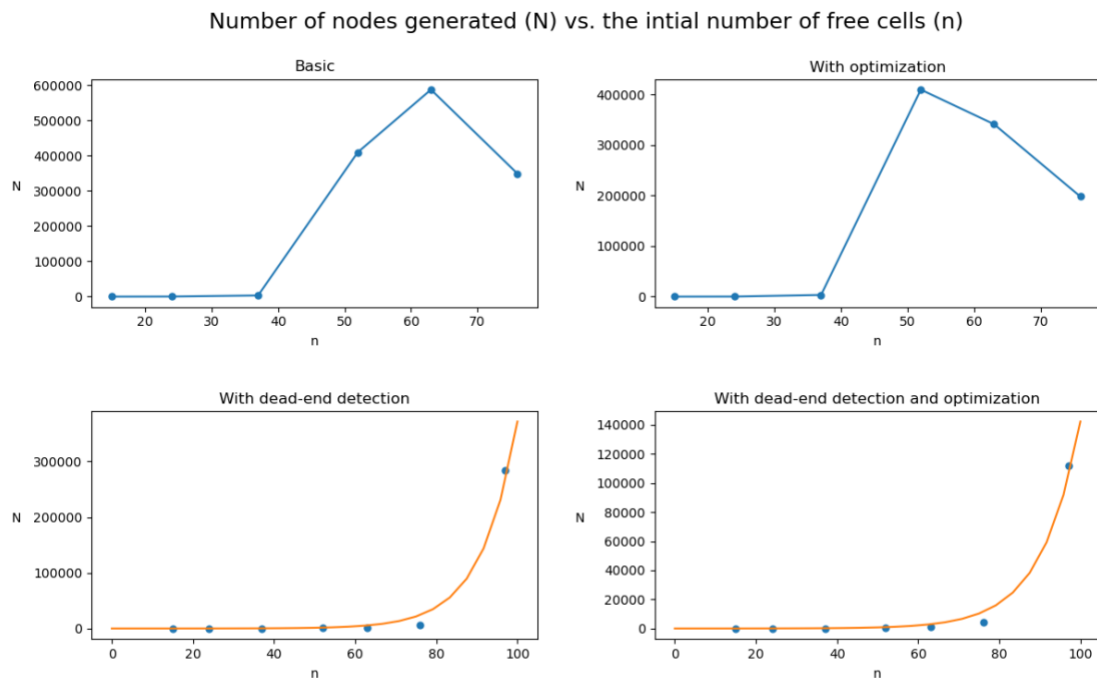 Number of nodes generated (N) vs. the intial number of free cells (n)
Basic
600000
500000
400000
300000
200000
100000
0
N
20 30 40 50 60 70
n
With optimization
400000
300000
200000
100000
0
N
20 30 40 50 60 70
n
With dead-end detection
300000
200000
100000
0
N
0 20 40 60 80 100
n
With dead-end detection and optimization
140000
120000
100000
80000
60000
40000
20000
0
N
0 20 40 60 80 100
n